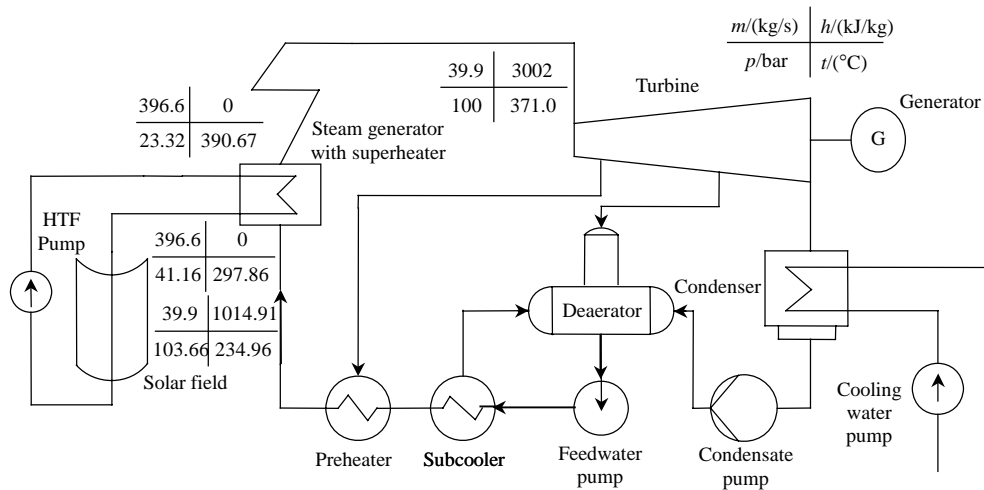 m/(kg/s) h/(kJ/kg)
p/bar t/(°C)
39.9 3002
100 371.0
Turbine
Generator
G
396.6 0
23.32 390.67
Steam generator
with superheater
HTF
Pump
396.6 0
41.16 297.86
39.9 1014.91
103.66 234.96
Solar field
Deaerator
Condenser
Cooling
water
pump
Preheater
Subcooler
Feedwater
pump
Condensate
pump